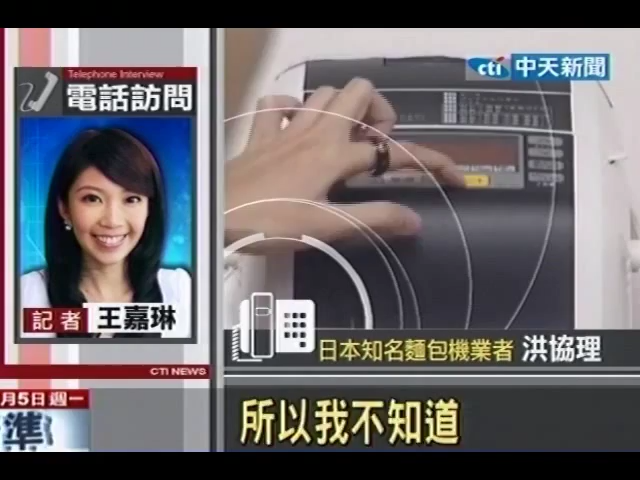 Telephone Interview
電話訪問
cti 中天新聞
記者 王嘉琳
CTI NEWS
日本知名麵包機業者 洪協理
月5日週一
準
所以我不知道